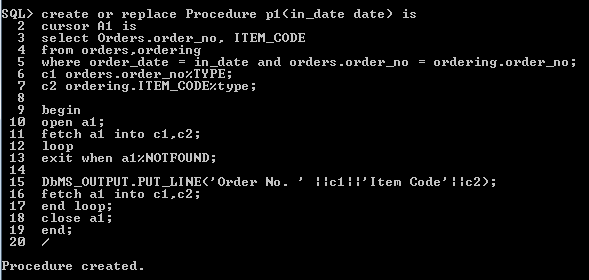 SQL> create or replace Procedure p1(in_date date) is
2 cursor A1 is
3 select Orders.order_no, ITEM_CODE
4 from orders,ordering
5 where order_date = in_date and orders.order_no = ordering.order_no;
6 c1 orders.order_no%TYPE;
7 c2 ordering.ITEM_CODE%type;
8
9 begin
10 open a1;
11 fetch a1 into c1,c2;
12 loop
13 exit when a1%NOTFOUND;
14
15 DbMS_OUTPUT.PUT_LINE('Order No. ' ||c1||'Item Code'||c2);
16 fetch a1 into c1,c2;
17 end loop;
18 close a1;
19 end;
20 /
Procedure created.